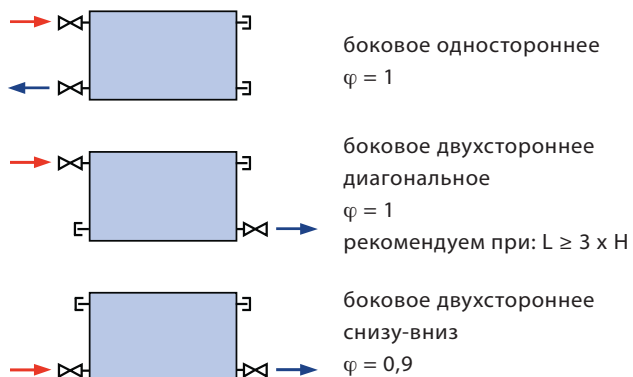 боковое одностороннее
φ = 1
боковое двухстороннее
диагональное
φ = 1
рекомендуем при: L ≥ 3 x H
боковое двухстороннее
снизу-вниз
φ = 0,9